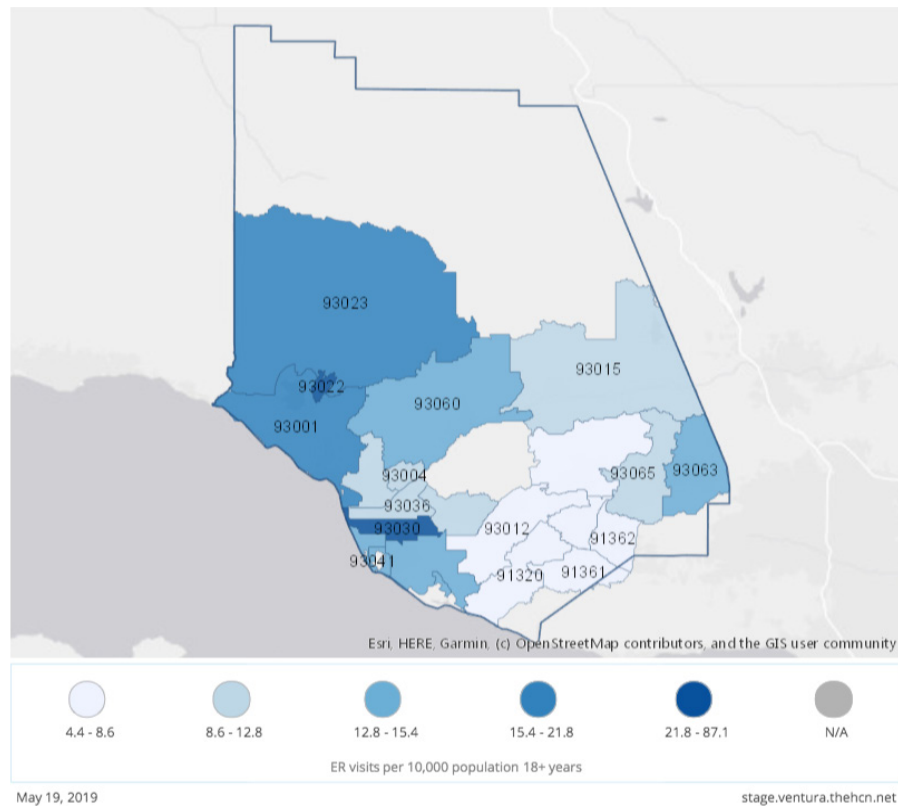 93023
93022
93015
93060
93001
93004
93065
93063
93036
93030
93012
91362
93041
91320
91361
Esri, HERE, Garmin, (c) OpenStreetMap contributors, and the GIS user community
4.4 - 8.6
8.6 - 12.8
12.8 - 15.4
15.4 - 21.8
21.8 - 87.1
N/A
ER visits per 10,000 population 18+ years
May 19, 2019
stage.ventura.thehcn.net